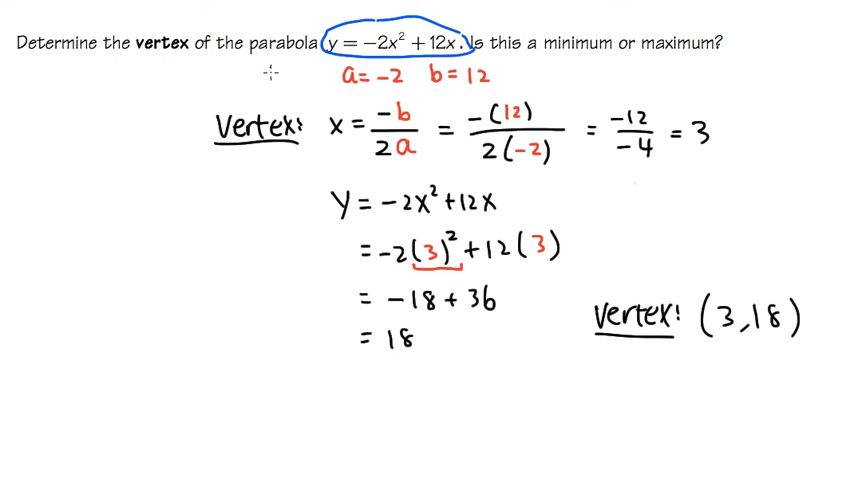 Determine the vertex of the parabola y = −2x² + 12x. Is this a minimum or maximum?
a = −2 b = 12
Vertex: x = −b / 2a = −(12) / 2(−2) = −12 / −4 = 3
y = −2x² + 12x
= −2(3)² + 12(3)
= −18 + 36
= 18
Vertex: (3, 18)